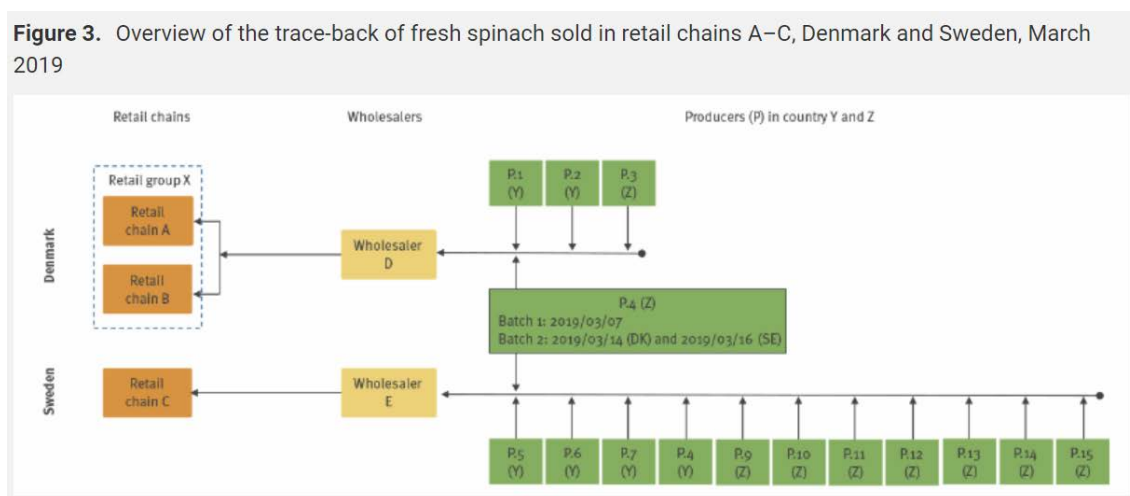 Figure 3. Overview of the trace-back of fresh spinach sold in retail chains A–C, Denmark and Sweden, March
2019
Retail chains
Wholesalers
Producers (P) in country Y and Z
Denmark
Retail group X
Retail
chain A
Retail
chain B
Wholesaler
D
P.1
(Y)
P.2
(Y)
P.3
(Z)
P.4 (Z)
Batch 1: 2019/03/07
Batch 2: 2019/03/14 (DK) and 2019/03/16 (SE)
Sweden
Retail
chain C
Wholesaler
E
P.5
(Y)
P.6
(Y)
P.7
(Y)
P.4
(Y)
P.9
(Z)
P.10
(Z)
P.11
(Z)
P.12
(Z)
P.13
(Z)
P.14
(Z)
P.15
(Z)